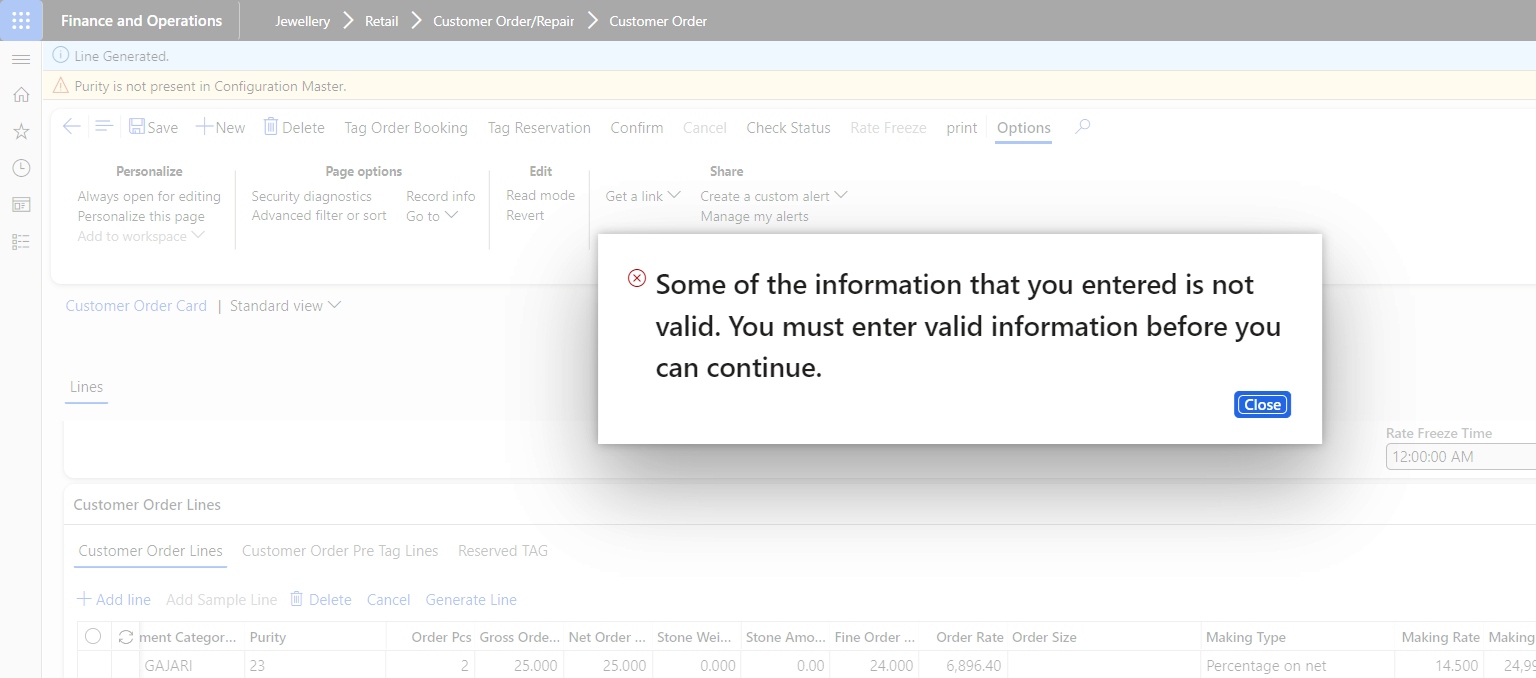 Finance and Operations Jewellery Retail Customer Order/Repair Customer Order
Line Generated.
Purity is not present in Configuration Master.
Save New Delete Tag Order Booking Tag Reservation Confirm Cancel Check Status Rate Freeze print Options
Personalize Page options Edit Share
Always open for editing Security diagnostics Record info Read mode Get a link Create a custom alert
Personalize this page Advanced filter or sort Go to Revert Manage my alerts
Add to workspace
Some of the information that you entered is not
valid. You must enter valid information before you
can continue.
Close
Customer Order Card | Standard view
Lines
Rate Freeze Time
12:00:00 AM
Customer Order Lines
Customer Order Lines Customer Order Pre Tag Lines Reserved TAG
Add line Add Sample Line Delete Cancel Generate Line
ment Categor... Purity Order Pcs Gross Orde... Net Order ... Stone Wei... Stone Amo... Fine Order ... Order Rate Order Size Making Type Making Rate Making
GAJARI 23 2 25.000 25.000 0.000 0.00 24.000 6,896.40 Percentage on net 14.500 24,99